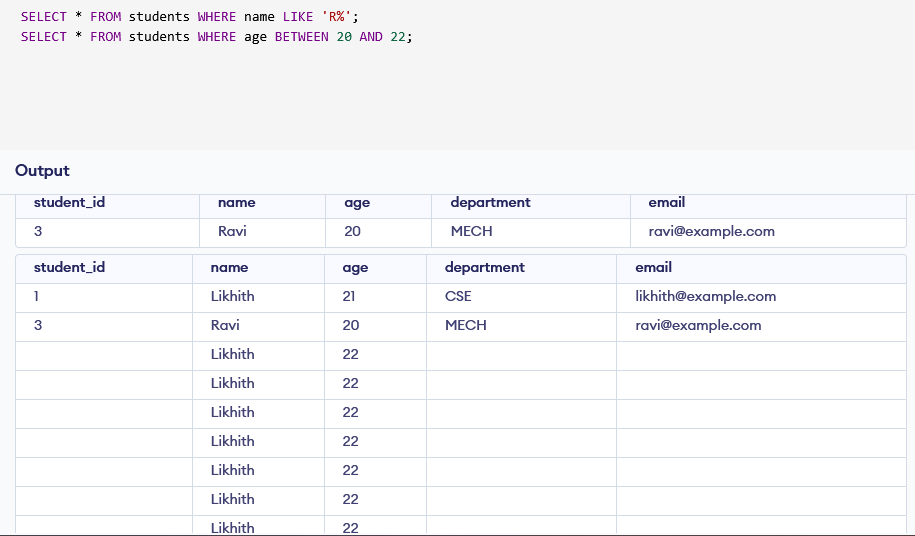 SELECT * FROM students WHERE name LIKE 'R%';
SELECT * FROM students WHERE age BETWEEN 20 AND 22;
Output
student_id name age department email
3 Ravi 20 MECH ravi@example.com
student_id name age department email
1 Likhith 21 CSE likhith@example.com
3 Ravi 20 MECH ravi@example.com
Likhith 22
Likhith 22
Likhith 22
Likhith 22
Likhith 22
Likhith 22
Likhith 22